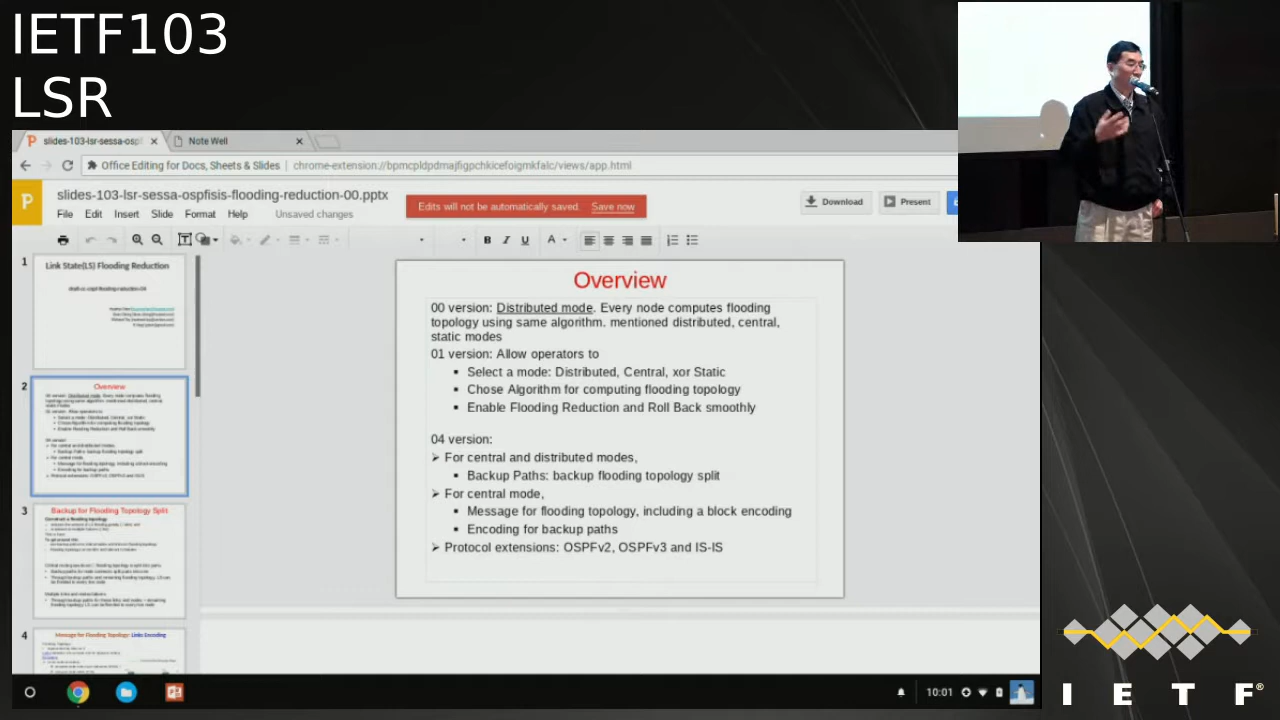 IETF103
LSR
slides-103-lsr-sessa-osp
Note Well
Office Editing for Docs, Sheets & Slides | chrome-extension://bpmcpldpdmajfigpchkicefoigmkfalc/views/app.html
P
slides-103-lsr-sessa-ospfisis-flooding-reduction-00.pptx
File Edit Insert Slide Format Help Unsaved changes
Edits will not be automatically saved. Save now
Download
Present
B I U A
1
Link State(LS) Flooding Reduction
2
Overview
3
Backup for Flooding Topology Split
4
Message for Flooding Topology: Links Encoding
Overview
00 version: Distributed mode. Every node computes flooding
topology using same algorithm. mentioned distributed, central,
static modes
01 version: Allow operators to
▪ Select a mode: Distributed, Central, xor Static
▪ Chose Algorithm for computing flooding topology
▪ Enable Flooding Reduction and Roll Back smoothly
04 version:
➢ For central and distributed modes,
▪ Backup Paths: backup flooding topology split
➢ For central mode,
▪ Message for flooding topology, including a block encoding
▪ Encoding for backup paths
➢ Protocol extensions: OSPFv2, OSPFv3 and IS-IS
10:01
IETF®